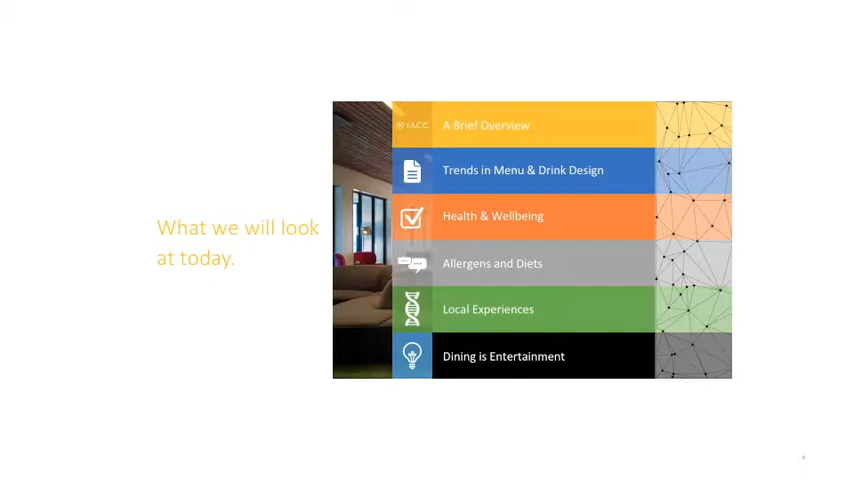 What we will look
at today.
IACC
A Brief Overview
Trends in Menu & Drink Design
Health & Wellbeing
Allergens and Diets
Local Experiences
Dining is Entertainment
4